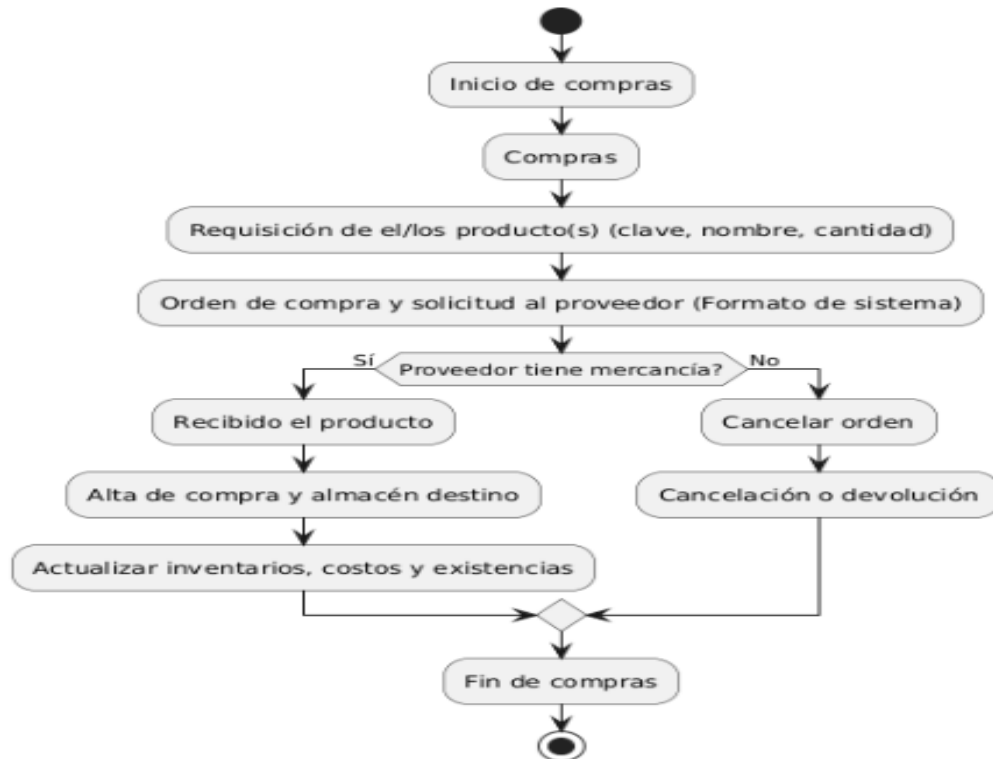 Inicio de compras
Compras
Requisición de el/los producto(s) (clave, nombre, cantidad)
Orden de compra y solicitud al proveedor (Formato de sistema)
Sí
Proveedor tiene mercancía?
No
Recibido el producto
Cancelar orden
Alta de compra y almacén destino
Cancelación o devolución
Actualizar inventarios, costos y existencias
Fin de compras